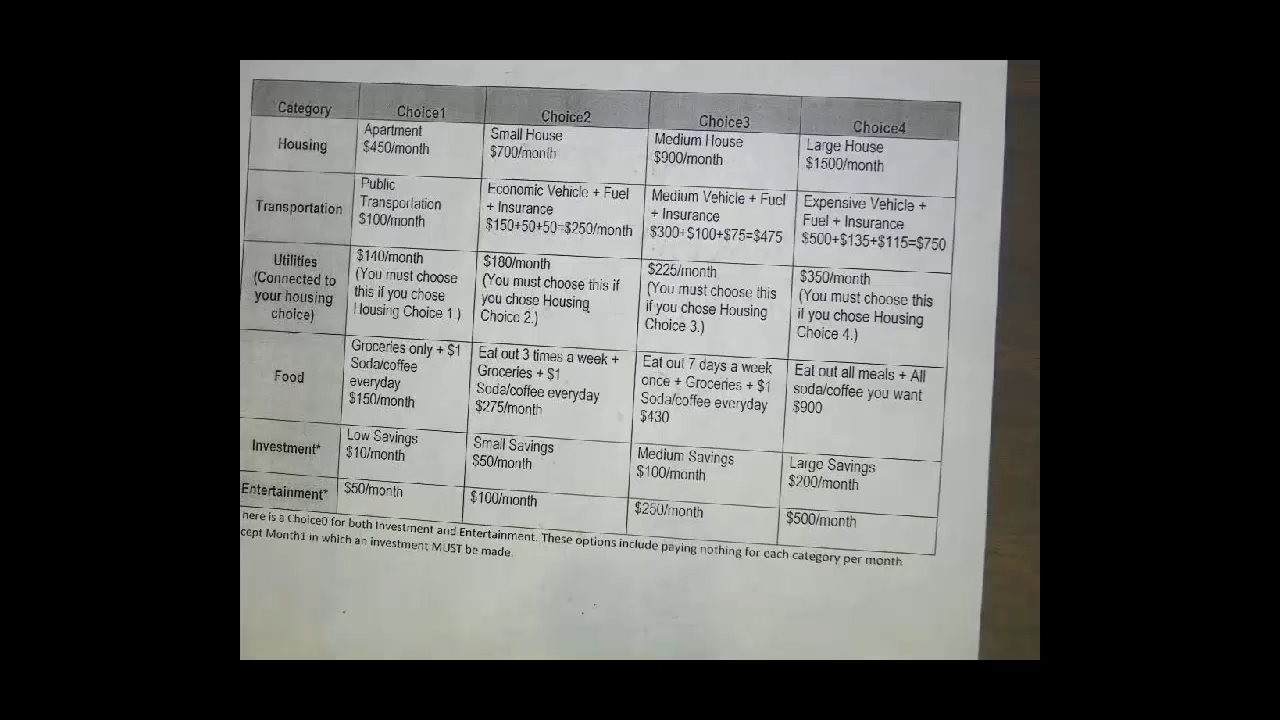 Category Choice1 Choice2 Choice3 Choice4
Housing
Apartment
$450/month
Small House
$700/month
Medium House
$900/month
Large House
$1500/month
Transportation
Public
Transportation
$100/month
Economic Vehicle + Fuel
+ Insurance
$150+50+50=$250/month
Medium Vehicle + Fuel
+ Insurance
$300+$100+$75=$475
Expensive Vehicle +
Fuel + Insurance
$500+$135+$115=$750
Utilities
(Connected to
your housing
choice)
$140/month
(You must choose
this if you chose
Housing Choice 1.)
$180/month
(You must choose this if
you chose Housing
Choice 2.)
$225/month
(You must choose this
if you chose Housing
Choice 3.)
$350/month
(You must choose this
if you chose Housing
Choice 4.)
Food
Groceries only + $1
Soda/coffee
everyday
$150/month
Eat out 3 times a week +
Groceries + $1
Soda/coffee everyday
$275/month
Eat out 7 days a week
once + Groceries + $1
Soda/coffee everyday
$430
Eat out all meals + All
soda/coffee you want
$900
Investment*
Low Savings
$10/month
Small Savings
$50/month
Medium Savings
$100/month
Large Savings
$200/month
Entertainment*
$50/month
$100/month
$250/month
$500/month
here is a Choice0 for both Investment and Entertainment. These options include paying nothing for each category per month
cept Month1 in which an investment MUST be made.